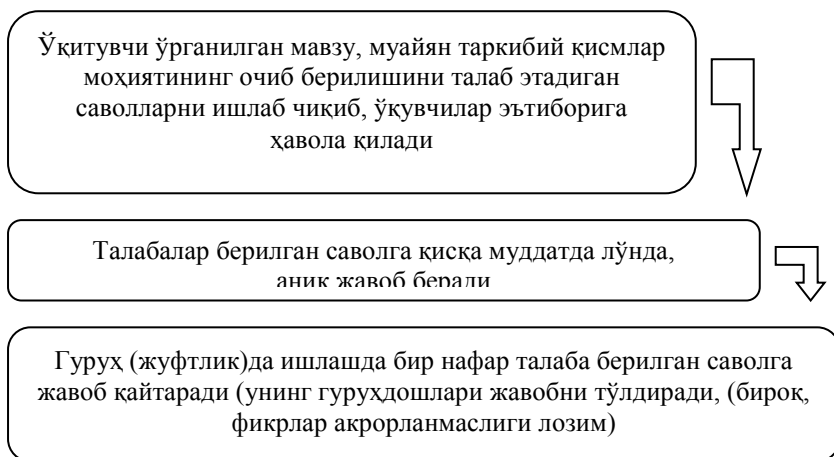 Ўқитувчи ўрганилган мавзу, муайян таркибий қисмлар
моҳиятининг очиб берилишини талаб этадиган
саволларни ишлаб чиқиб, ўқувчилар эътиборига
ҳавола қилади
Талабалар берилган саволга қисқа муддатда лўнда,
аниқ жавоб беради
Гуруҳ (жуфтлик)да ишлашда бир нафар талаба берилган саволга
жавоб қайтаради (унинг гуруҳдошлари жавобни тўлдиради, (бироқ,
фикрлар акрорланмаслиги лозим)